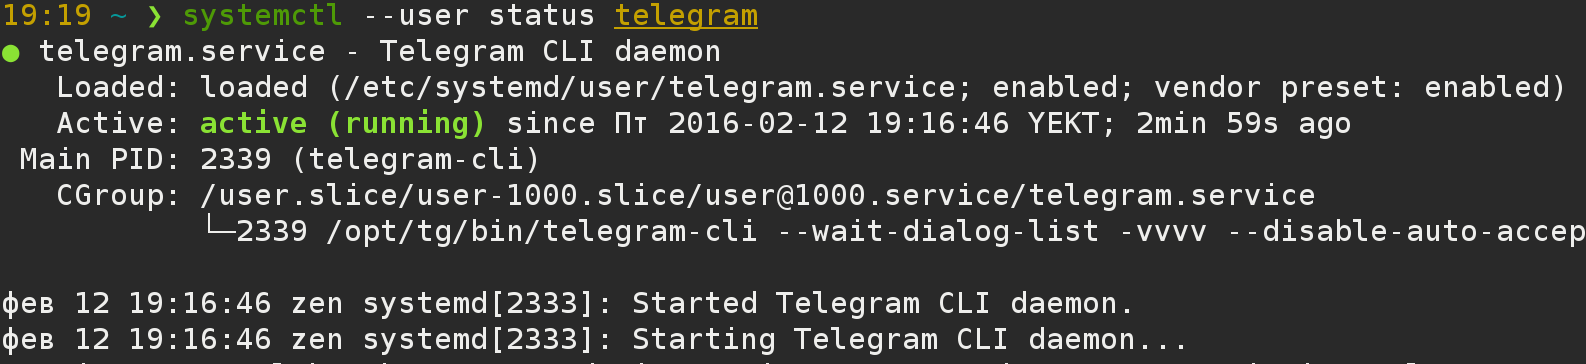 19:19 ~ ❯ systemctl --user status telegram
● telegram.service - Telegram CLI daemon
Loaded: loaded (/etc/systemd/user/telegram.service; enabled; vendor preset: enabled)
Active: active (running) since Пт 2016-02-12 19:16:46 YEKT; 2min 59s ago
Main PID: 2339 (telegram-cli)
CGroup: /user.slice/user-1000.slice/user@1000.service/telegram.service
└─2339 /opt/tg/bin/telegram-cli --wait-dialog-list -vvvv --disable-auto-accep
фев 12 19:16:46 zen systemd[2333]: Started Telegram CLI daemon.
фев 12 19:16:46 zen systemd[2333]: Starting Telegram CLI daemon...